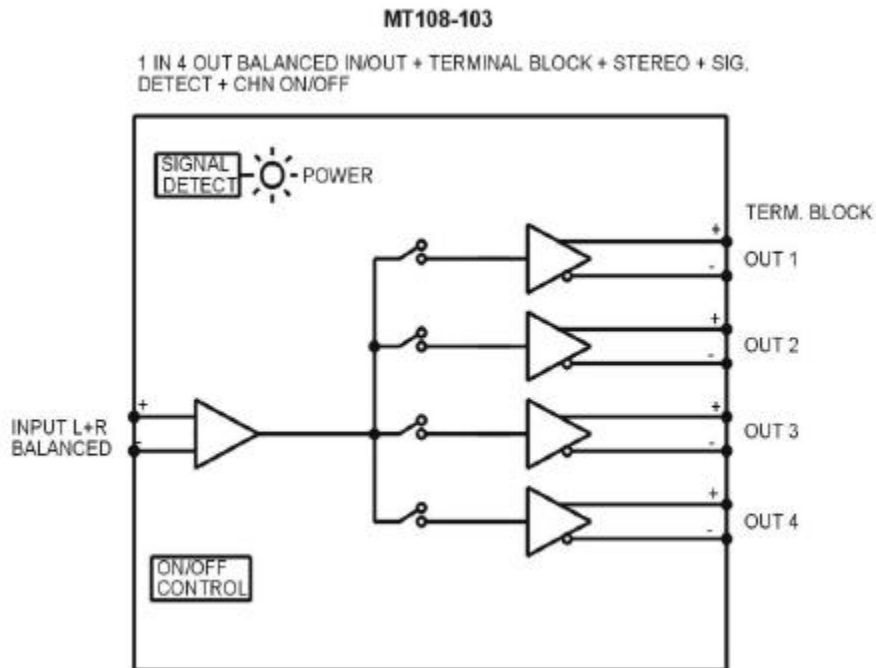 MT108-103
1 IN 4 OUT BALANCED IN/OUT + TERMINAL BLOCK + STEREO + SIG.
DETECT + CHN ON/OFF
SIGNAL
DETECT
POWER
TERM. BLOCK
+
-
OUT 1
+
-
OUT 2
+
-
OUT 3
+
-
OUT 4
+
-
INPUT L+R
BALANCED
ON/OFF
CONTROL